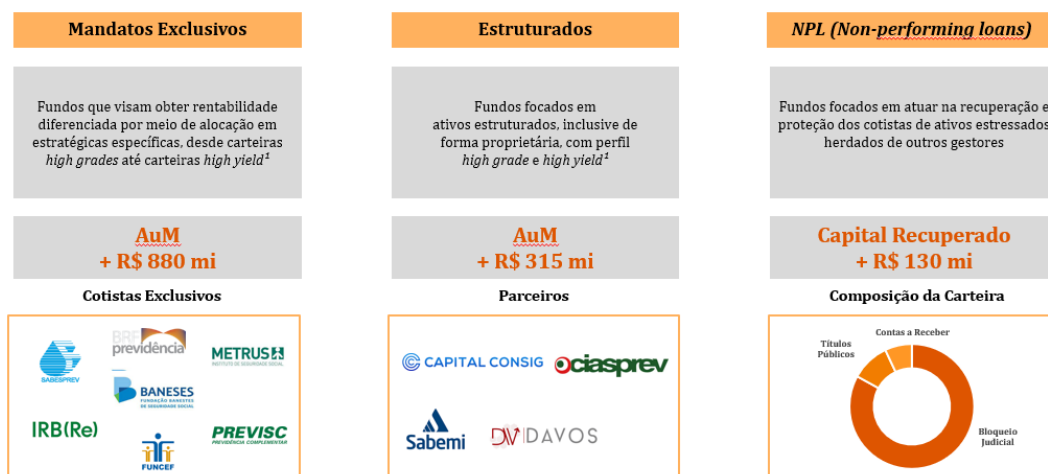 Mandatos Exclusivos
Fundos que visam obter rentabilidade
diferenciada por meio de alocação em
estratégicas específicas, desde carteiras
high grades até carteiras high yield¹
AuM
+ R$ 880 mi
Cotistas Exclusivos
SABESPREV
BRF
previdência
METRUS
INSTITUTO DE SEGURIDADE SOCIAL
BANESES
FUNDAÇÃO BANESTES
DE SEGURIDADE SOCIAL
IRB(Re)
FUNCEF
PREVISC
PREVIDÊNCIA COMPLEMENTAR
Estruturados
Fundos focados em
ativos estruturados, inclusive de
forma proprietária, com perfil
high grade e high yield¹
AuM
+ R$ 315 mi
Parceiros
CAPITAL CONSIG
ciasprev
Sabemi
DAVOS
NPL (Non-performing loans)
Fundos focados em atuar na recuperação e
proteção dos cotistas de ativos estressados
herdados de outros gestores
Capital Recuperado
+ R$ 130 mi
Composição da Carteira
Contas a Receber
Títulos
Públicos
Bloqueio
Judicial